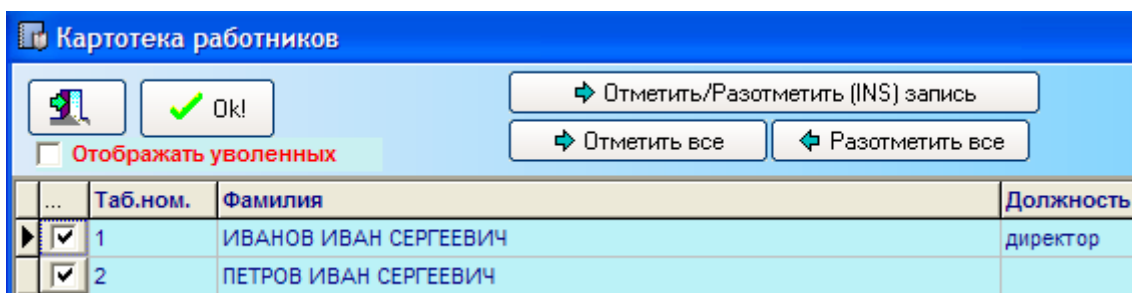 Картотека работников
Ok!
Отметить/Разотметить (INS) запись
Отображать уволенных
Отметить все
Разотметить все
... Таб.ном. Фамилия Должность
1 ИВАНОВ ИВАН СЕРГЕЕВИЧ директор
2 ПЕТРОВ ИВАН СЕРГЕЕВИЧ